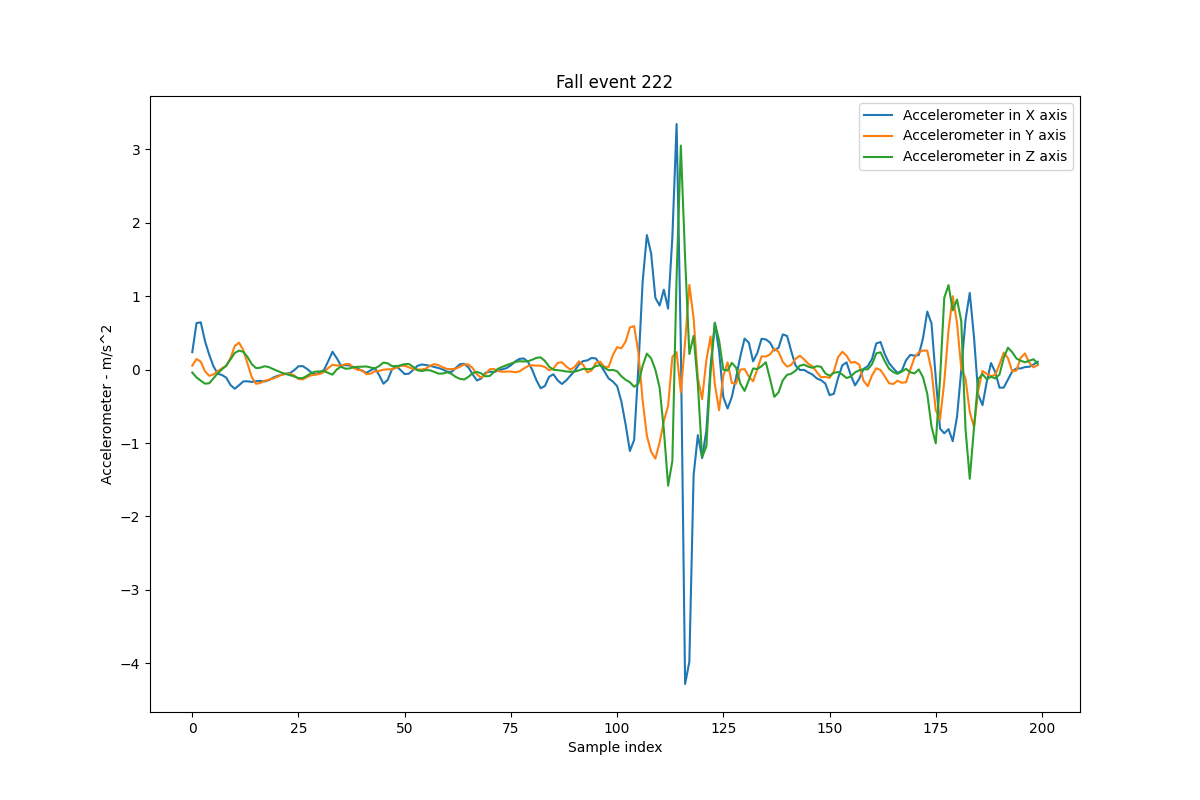 Fall event 222
Accelerometer in X axis
Accelerometer in Y axis
Accelerometer in Z axis
Accelerometer - m/s^2
3
2
1
0
−1
−2
−3
−4
0 25 50 75 100 125 150 175 200
Sample index